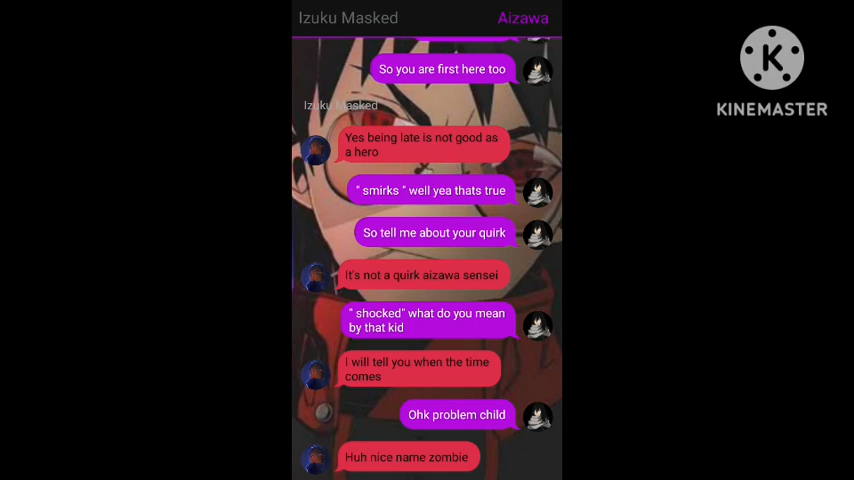 Izuku Masked
Aizawa
So you are first here too
Izuku Masked
Yes being late is not good as
a hero
" smirks " well yea thats true
So tell me about your quirk
It's not a quirk aizawa sensei
" shocked" what do you mean
by that kid
I will tell you when the time
comes
Ohk problem child
Huh nice name zombie
K
KINEMASTER